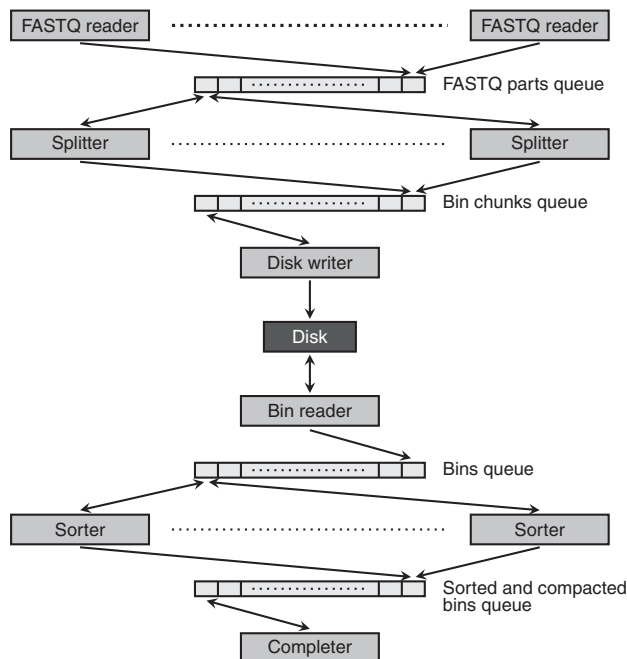 FASTQ reader
FASTQ reader
FASTQ parts queue
Splitter
Splitter
Bin chunks queue
Disk writer
Disk
Bin reader
Bins queue
Sorter
Sorter
Sorted and compacted
bins queue
Completer